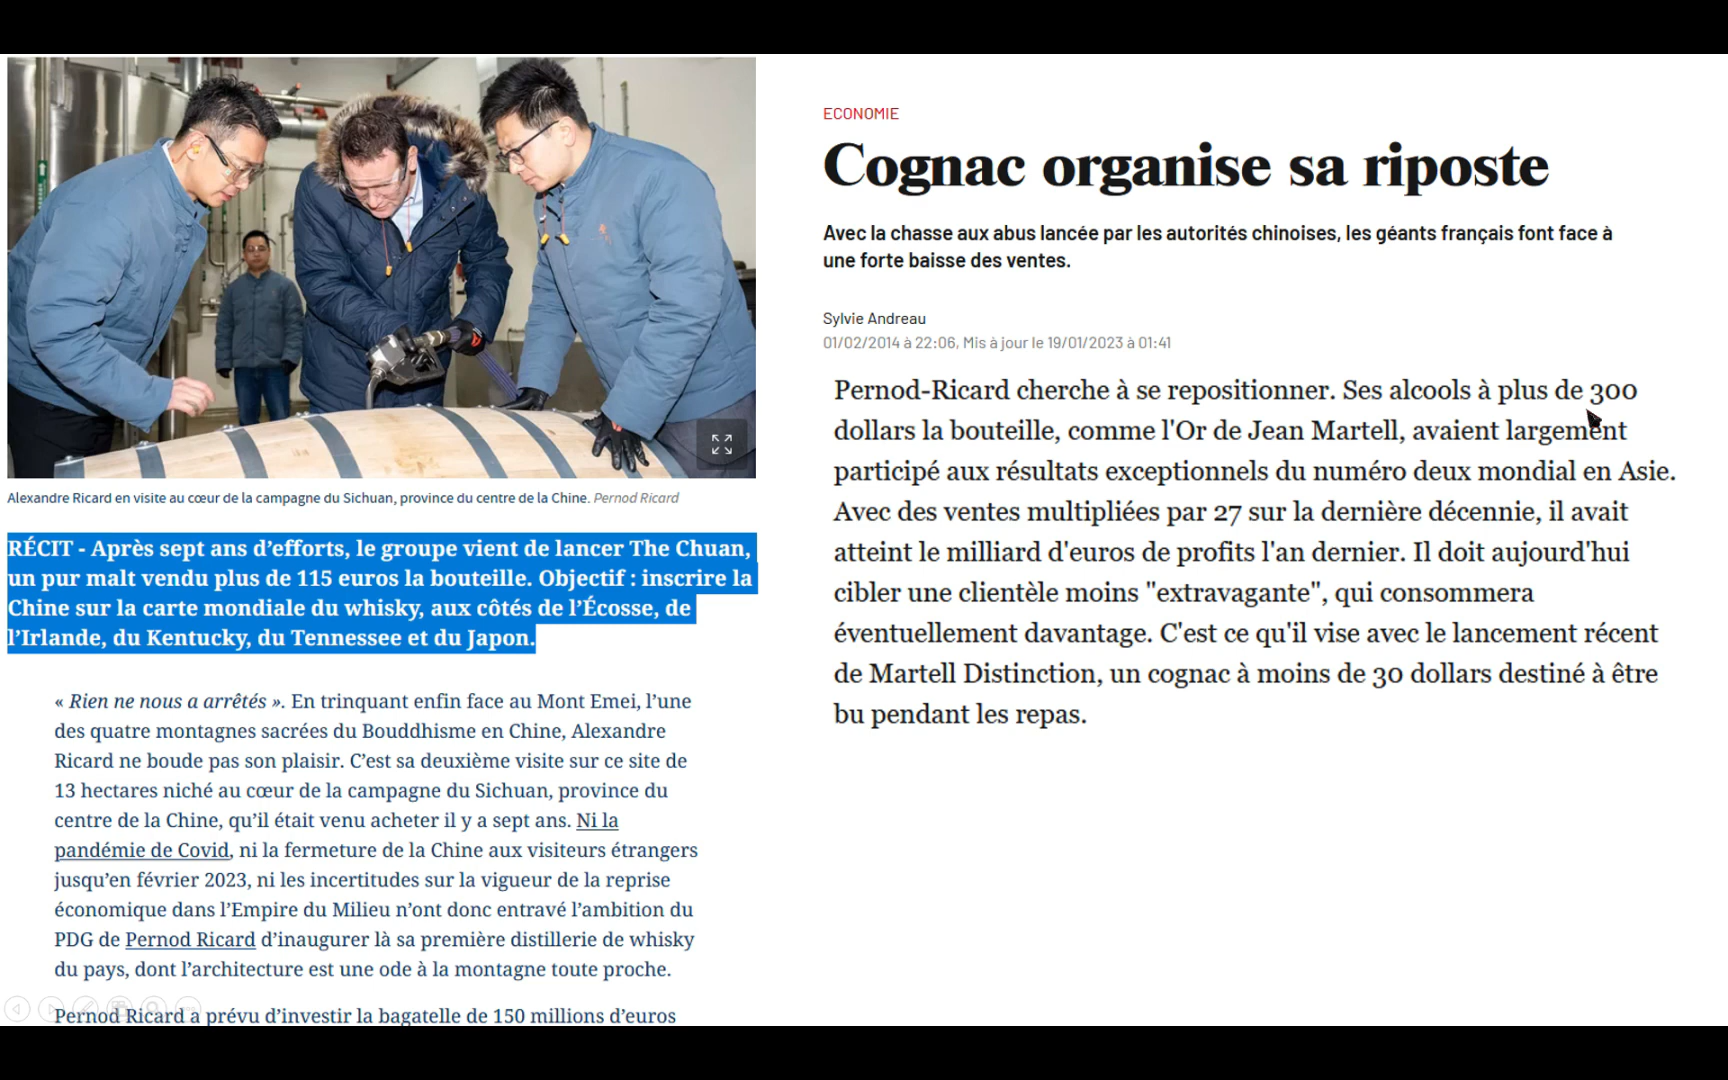 Alexandre Ricard en visite au cœur de la campagne du Sichuan, province du centre de la Chine. Pernod Ricard
RÉCIT - Après sept ans d’efforts, le groupe vient de lancer The Chuan,
un pur malt vendu plus de 115 euros la bouteille. Objectif : inscrire la
Chine sur la carte mondiale du whisky, aux côtés de l’Écosse, de
l’Irlande, du Kentucky, du Tennessee et du Japon.
« Rien ne nous a arrêtés ». En trinquant enfin face au Mont Emei, l’une
des quatre montagnes sacrées du Bouddhisme en Chine, Alexandre
Ricard ne boude pas son plaisir. C’est sa deuxième visite sur ce site de
13 hectares niché au cœur de la campagne du Sichuan, province du
centre de la Chine, qu’il était venu acheter il y a sept ans. Ni la
pandémie de Covid, ni la fermeture de la Chine aux visiteurs étrangers
jusqu’en février 2023, ni les incertitudes sur la vigueur de la reprise
économique dans l’Empire du Milieu n’ont donc entravé l’ambition du
PDG de Pernod Ricard d’inaugurer là sa première distillerie de whisky
du pays, dont l’architecture est une ode à la montagne toute proche.
Pernod Ricard a prévu d’investir la bagatelle de 150 millions d’euros
ECONOMIE
Cognac organise sa riposte
Avec la chasse aux abus lancée par les autorités chinoises, les géants français font face à
une forte baisse des ventes.
Sylvie Andreau
01/02/2014 à 22:06, Mis à jour le 19/01/2023 à 01:41
Pernod-Ricard cherche à se repositionner. Ses alcools à plus de 300
dollars la bouteille, comme l'Or de Jean Martell, avaient largement
participé aux résultats exceptionnels du numéro deux mondial en Asie.
Avec des ventes multipliées par 27 sur la dernière décennie, il avait
atteint le milliard d'euros de profits l'an dernier. Il doit aujourd'hui
cibler une clientèle moins "extravagante", qui consommera
éventuellement davantage. C'est ce qu'il vise avec le lancement récent
de Martell Distinction, un cognac à moins de 30 dollars destiné à être
bu pendant les repas.